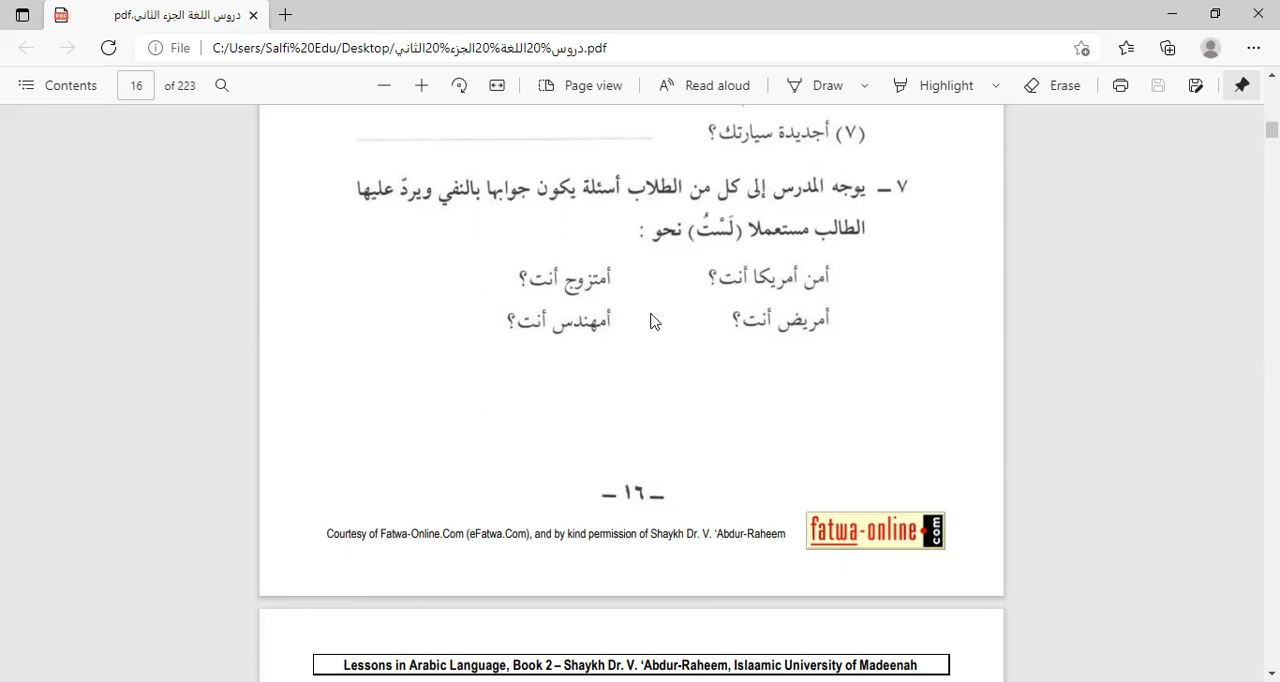 دروس اللغة الجزء الثاني.pdf
File C:/Users/Salfi%20Edu/Desktop/دروس%20اللغة%20الجزء%20الثاني.pdf
Contents 16 of 223 Page view Read aloud Draw Highlight Erase
(٧) أجديدة سيارتك؟
٧ ــ يوجه المدرس إلى كل من الطلاب أسئلة يكون جوابها بالنفي ويردّ عليها
الطالب مستعملا (لَسْتُ) نحو :
أمن أمريكا أنت؟ أمتزوج أنت؟
أمريض أنت؟ أمهندس أنت؟
ــ ١٦ ــ
Courtesy of Fatwa-Online.Com (eFatwa.Com), and by kind permission of Shaykh Dr. V. ‘Abdur-Raheem
fatwa-online.com
Lessons in Arabic Language, Book 2 – Shaykh Dr. V. ‘Abdur-Raheem, Islaamic University of Madeenah